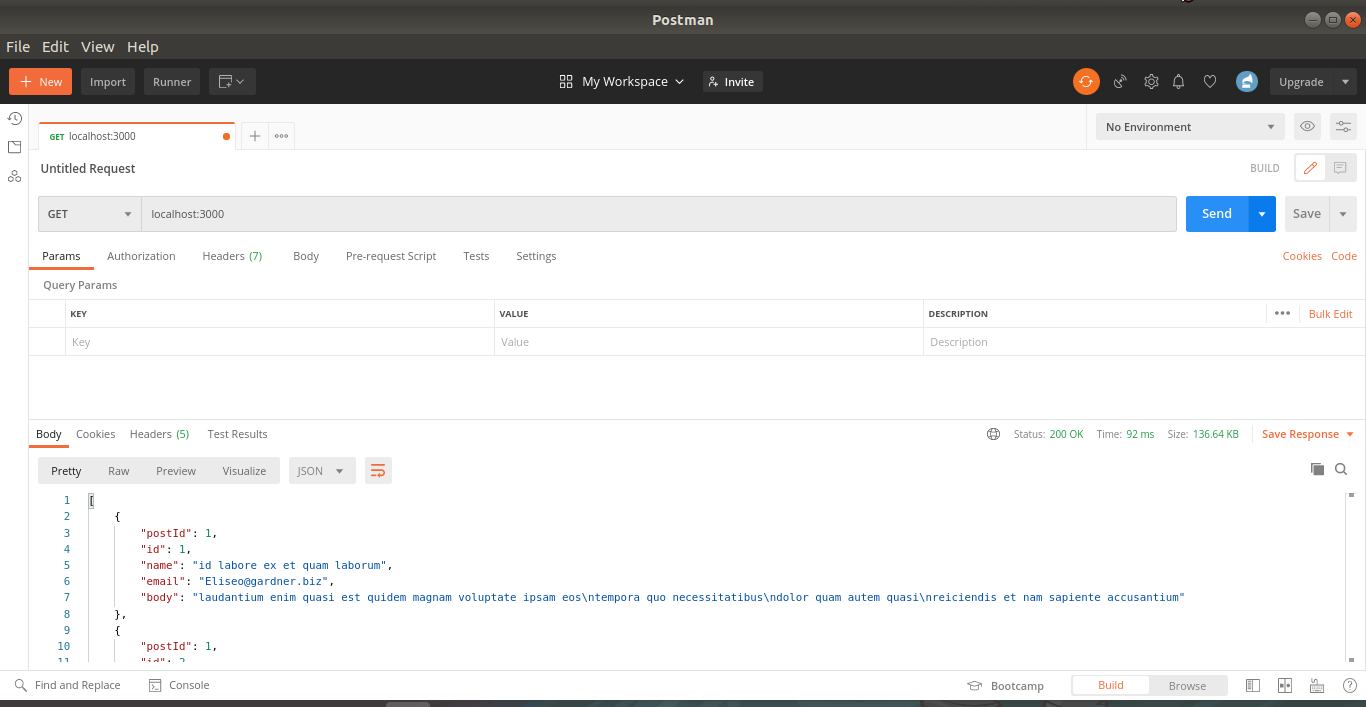 Postman
File Edit View Help
New Import Runner My Workspace Invite Upgrade
GET localhost:3000 No Environment
Untitled Request BUILD
GET localhost:3000 Send Save
Params Authorization Headers (7) Body Pre-request Script Tests Settings Cookies Code
Query Params
KEY VALUE DESCRIPTION Bulk Edit
Key Value Description
Body Cookies Headers (5) Test Results Status: 200 OK Time: 92 ms Size: 136.64 KB Save Response
Pretty Raw Preview Visualize JSON
1 [
2 {
3 "postId": 1,
4 "id": 1,
5 "name": "id labore ex et quam laborum",
6 "email": "Eliseo@gardner.biz",
7 "body": "laudantium enim quasi est quidem magnam voluptate ipsam eos\ntempora quo necessitatibus\ndolor quam autem quasi\nreiciendis et nam sapiente accusantium"
8 },
9 {
10 "postId": 1,
11 "id": 2
Find and Replace Console Bootcamp Build Browse